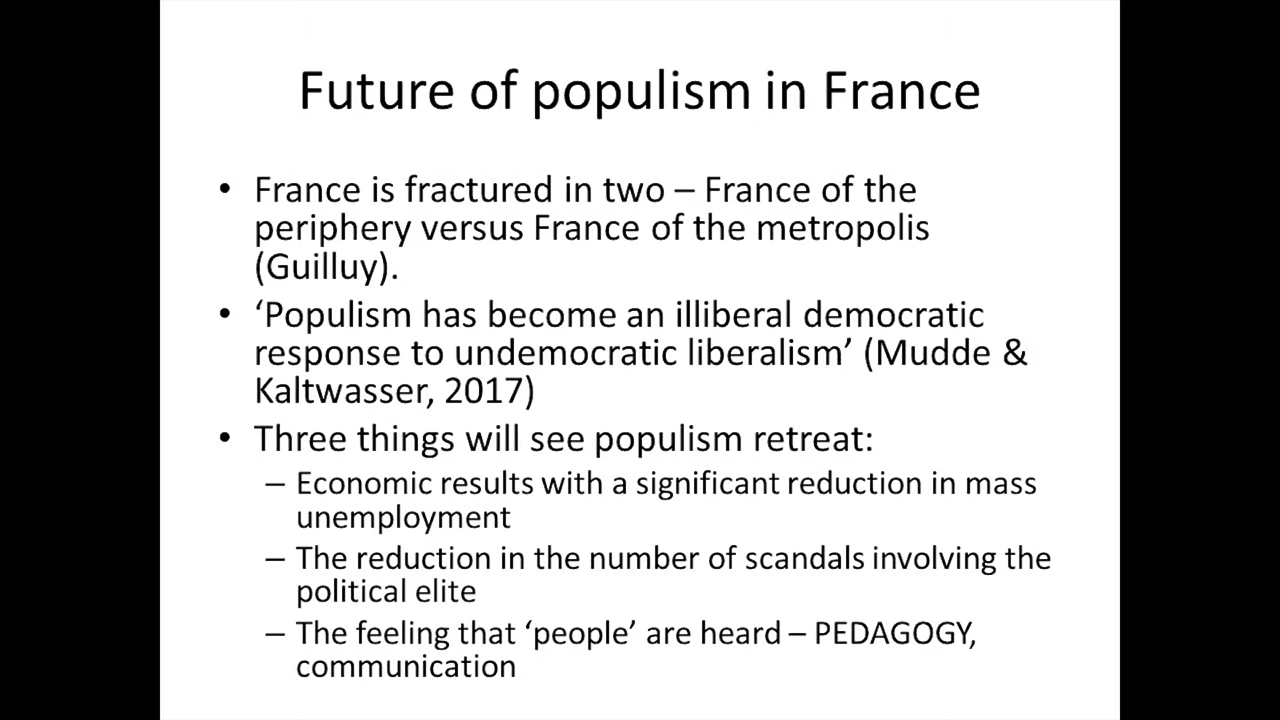 Future of populism in France
• France is fractured in two – France of the
periphery versus France of the metropolis
(Guilluy).
• ‘Populism has become an illiberal democratic
response to undemocratic liberalism’ (Mudde &
Kaltwasser, 2017)
• Three things will see populism retreat:
– Economic results with a significant reduction in mass
unemployment
– The reduction in the number of scandals involving the
political elite
– The feeling that ‘people’ are heard – PEDAGOGY,
communication